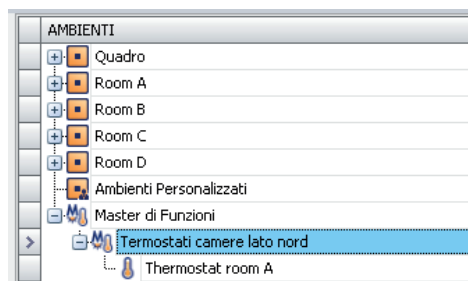 AMBIENTI
Quadro
Room A
Room B
Room C
Room D
Ambienti Personalizzati
Master di Funzioni
Termostati camere lato nord
Thermostat room A